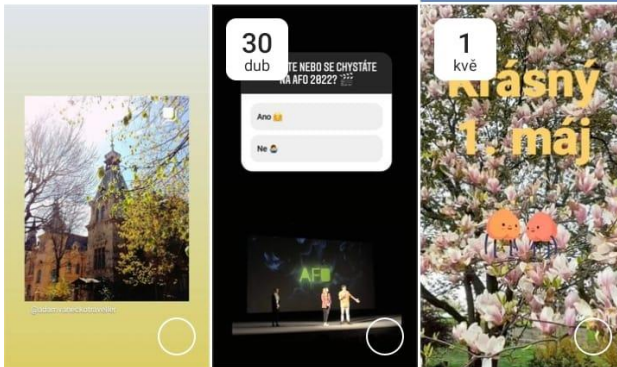 30
dub
TE NEBO SE CHYSTÁTE
NA AFO 2022?
Ano
Ne
AFO
1
kvě
Krásný
1. máj